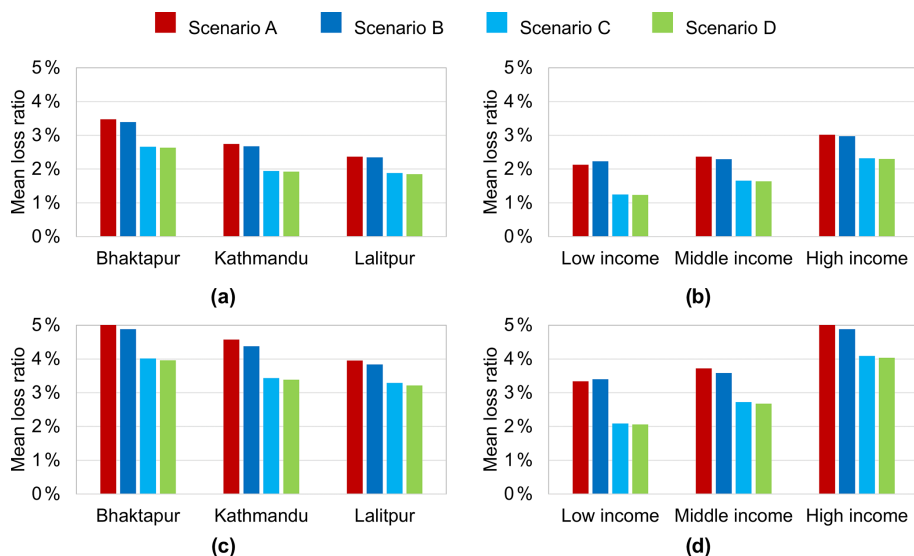 Scenario A Scenario B Scenario C Scenario D
Mean loss ratio
5 %
4 %
3 %
2 %
1 %
0 %
Bhaktapur Kathmandu Lalitpur
(a)
Mean loss ratio
5 %
4 %
3 %
2 %
1 %
0 %
Low income Middle income High income
(b)
Mean loss ratio
5 %
4 %
3 %
2 %
1 %
0 %
Bhaktapur Kathmandu Lalitpur
(c)
Mean loss ratio
5 %
4 %
3 %
2 %
1 %
0 %
Low income Middle income High income
(d)